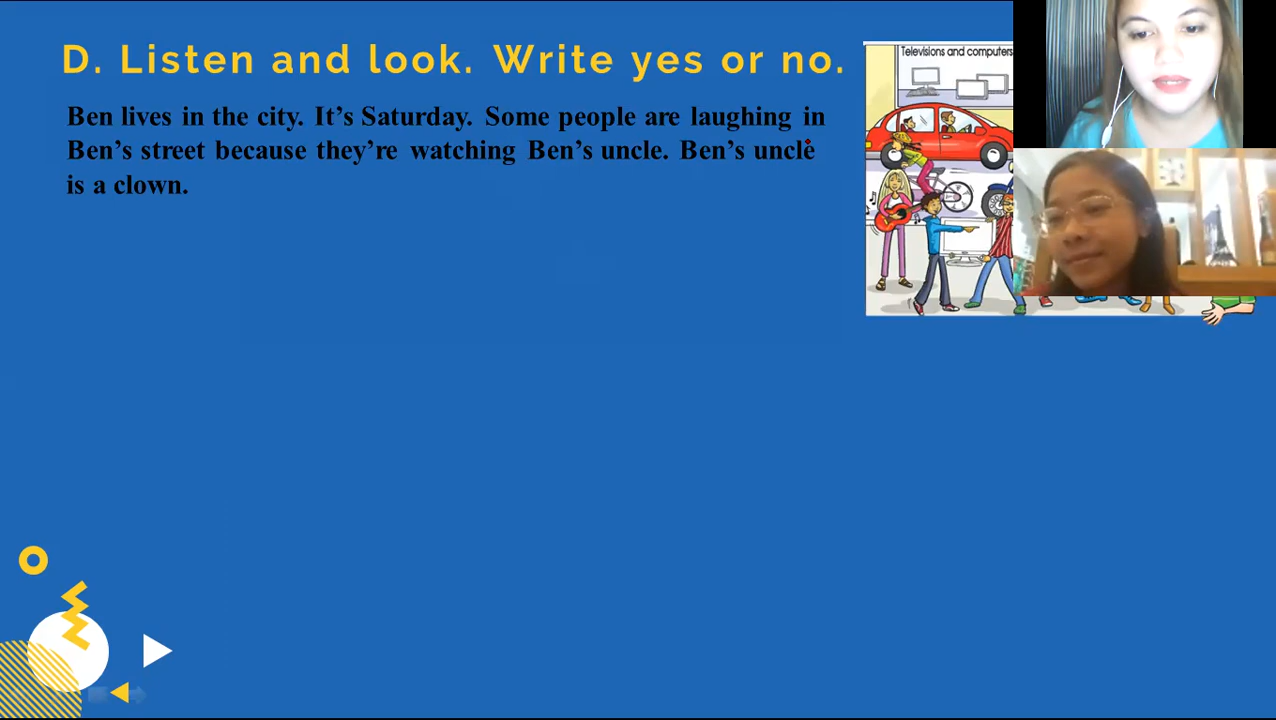 D. Listen and look. Write yes or no.
Televisions and computers
Ben lives in the city. It's Saturday. Some people are laughing in
Ben's street because they're watching Ben's uncle. Ben's uncle
is a clown.